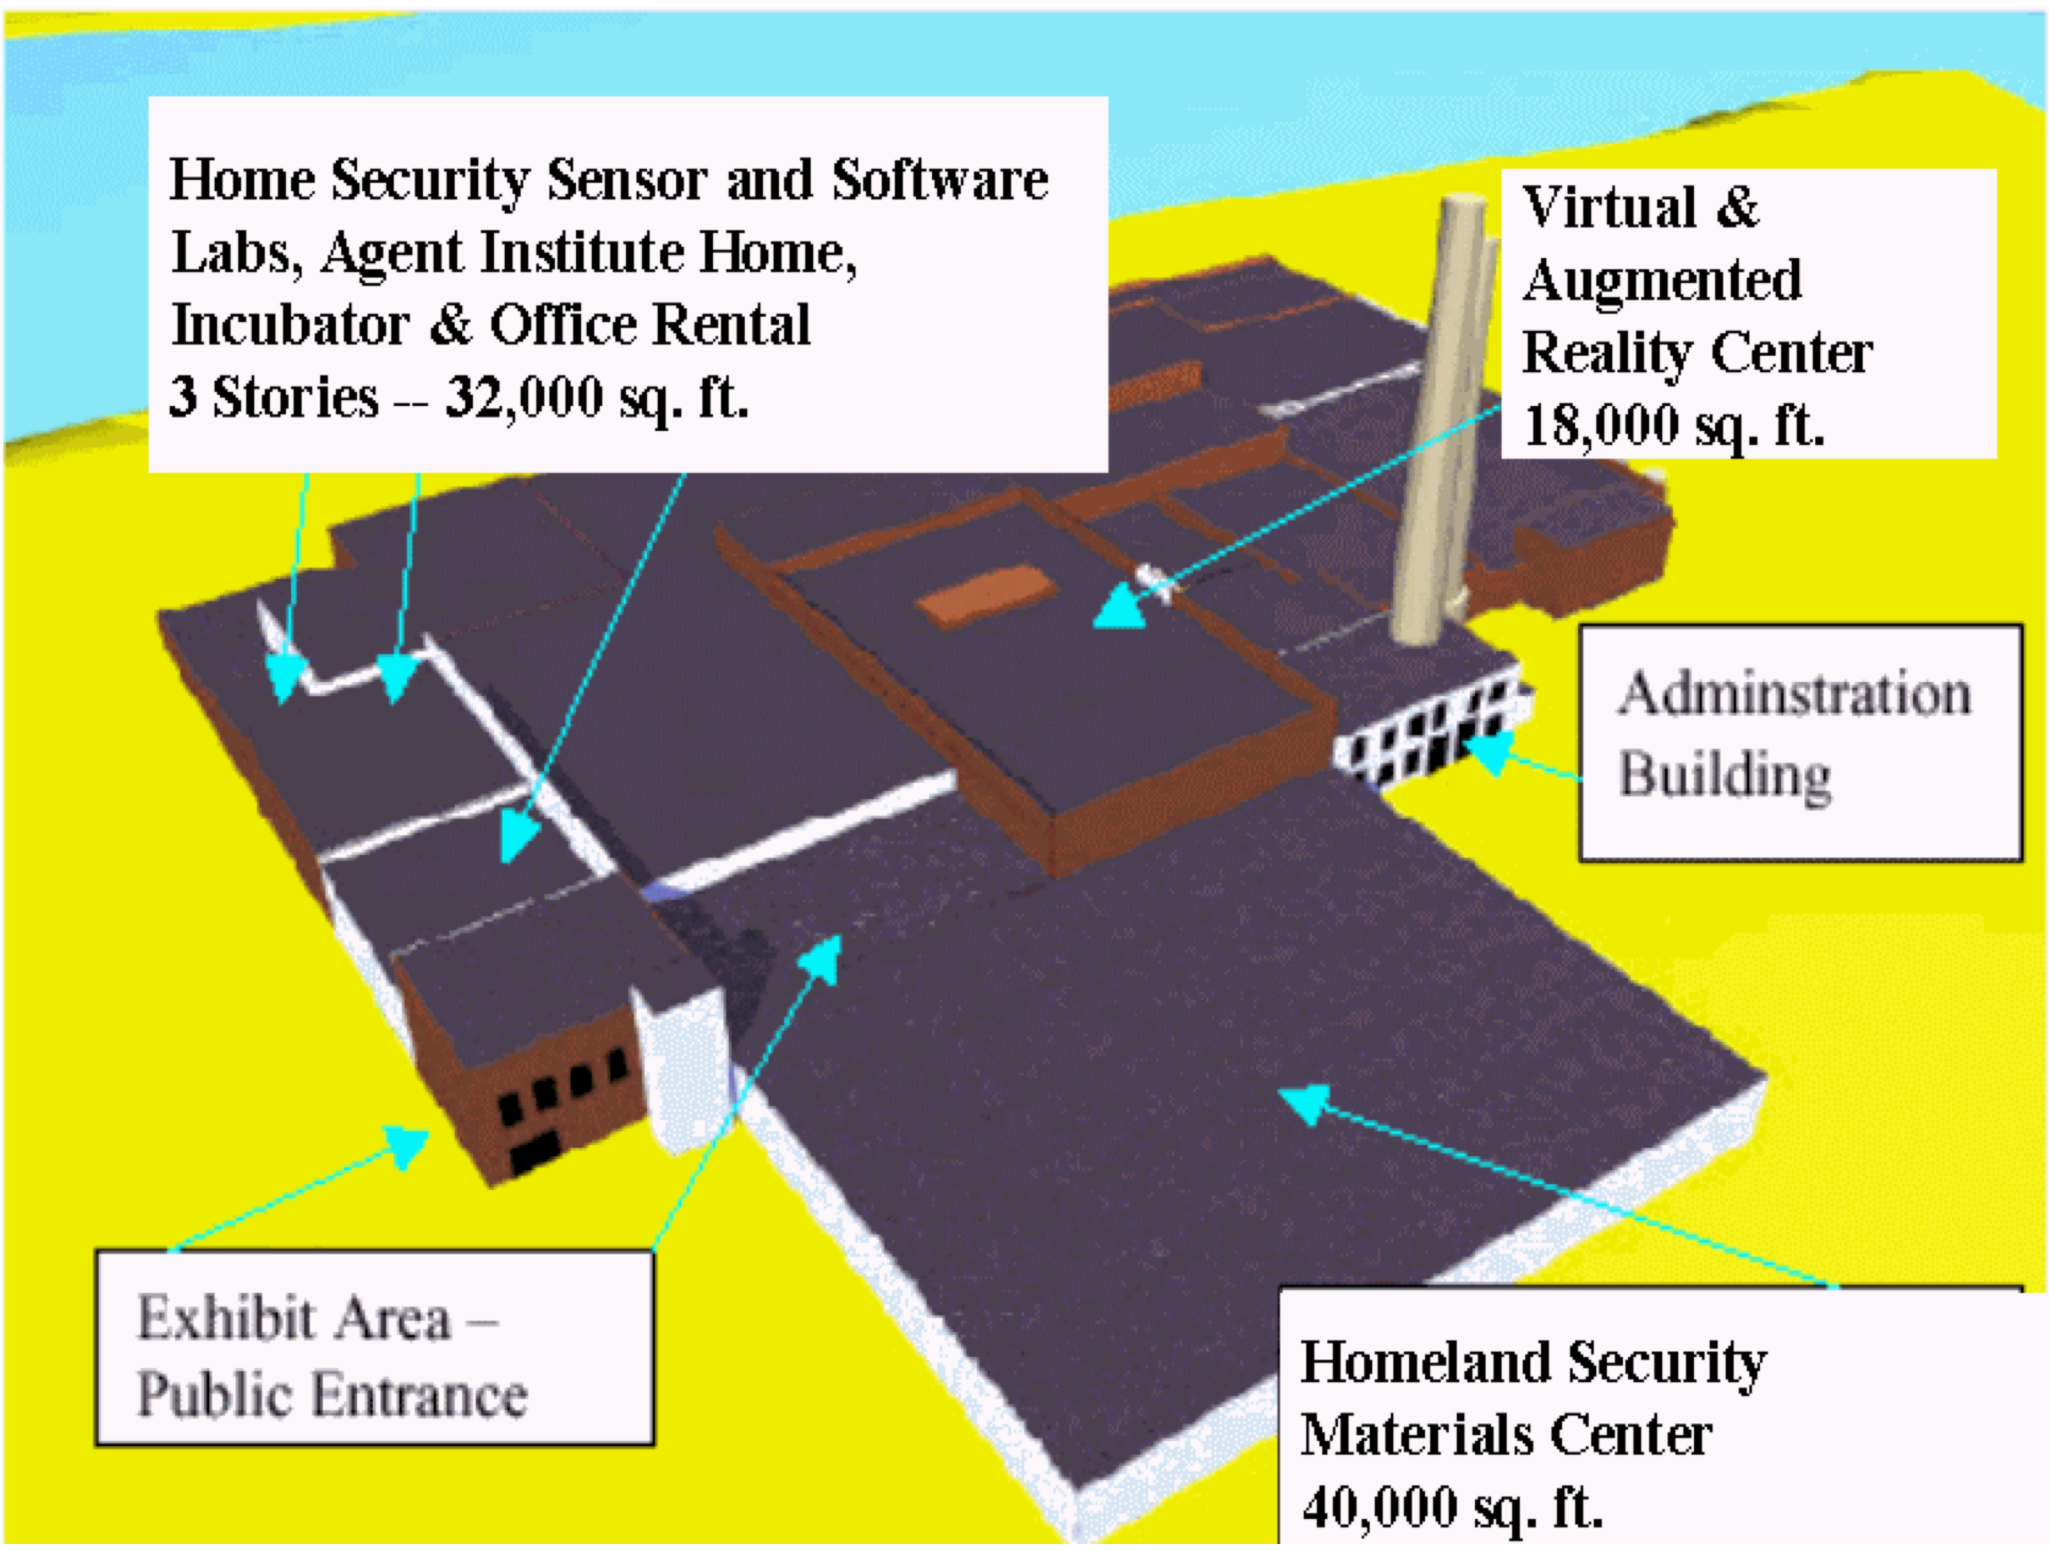 Home Security Sensor and Software
Labs, Agent Institute Home,
Incubator & Office Rental
3 Stories -- 32,000 sq. ft.
Virtual &
Augmented
Reality Center
18,000 sq. ft.
Adminstration
Building
Exhibit Area –
Public Entrance
Homeland Security
Materials Center
40,000 sq. ft.